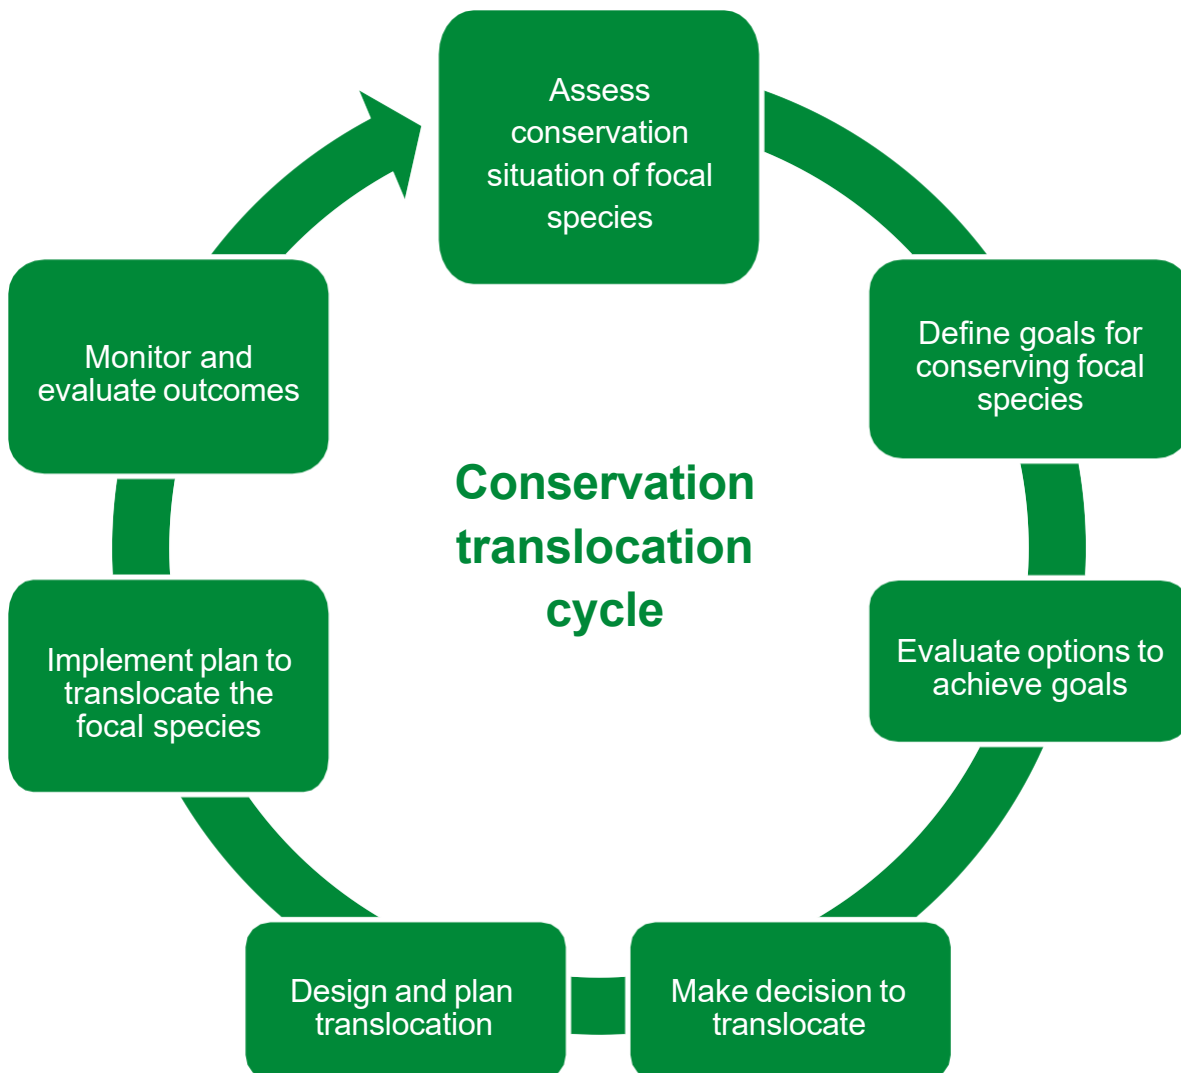 Assess
conservation
situation of focal
species
Define goals for
conserving focal
species
Evaluate options to
achieve goals
Make decision to
translocate
Design and plan
translocation
Implement plan to
translocate the
focal species
Monitor and
evaluate outcomes
Conservation
translocation
cycle